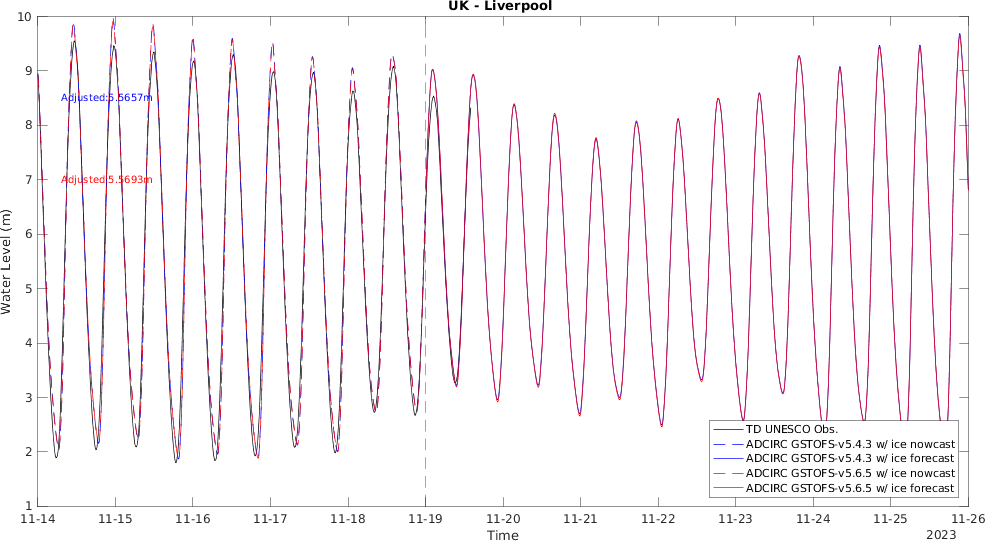 UK - Liverpool
10
9
8
7
6
5
4
3
2
1
Water Level (m)
Adjusted:5.5657m
Adjusted:5.5693m
TD UNESCO Obs.
ADCIRC GSTOFS-v5.4.3 w/ ice nowcast
ADCIRC GSTOFS-v5.4.3 w/ ice forecast
ADCIRC GSTOFS-v5.6.5 w/ ice nowcast
ADCIRC GSTOFS-v5.6.5 w/ ice forecast
11-14 11-15 11-16 11-17 11-18 11-19 11-20 11-21 11-22 11-23 11-24 11-25 11-26
Time
2023